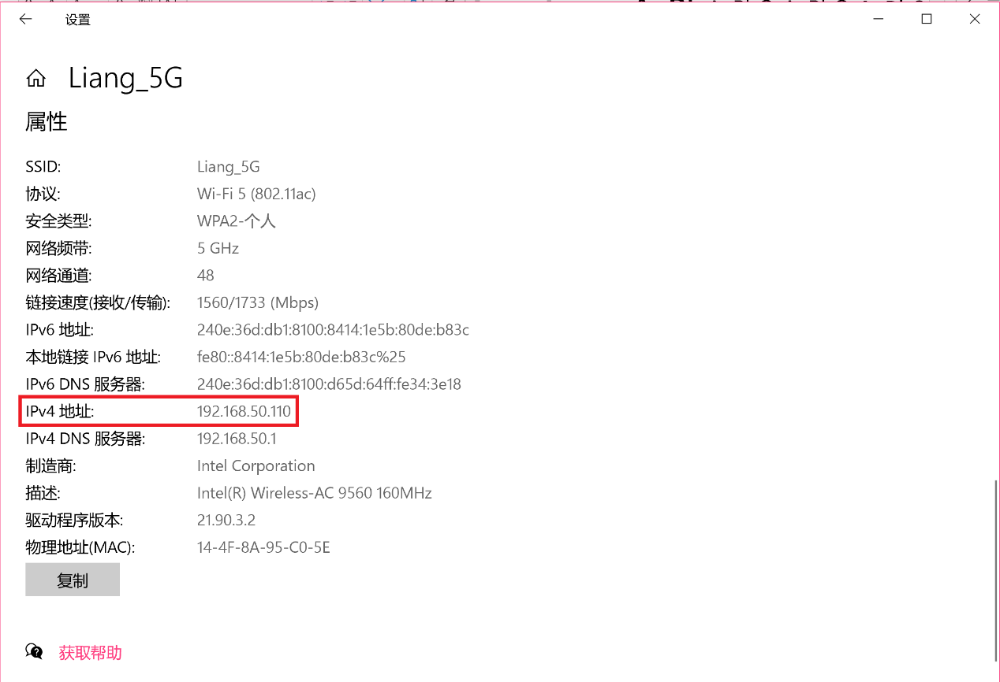 设置
Liang_5G
属性
SSID: Liang_5G
协议: Wi-Fi 5 (802.11ac)
安全类型: WPA2-个人
网络频带: 5 GHz
网络通道: 48
链接速度(接收/传输): 1560/1733 (Mbps)
IPv6 地址: 240e:36d:db1:8100:8414:1e5b:80de:b83c
本地链接 IPv6 地址: fe80::8414:1e5b:80de:b83c%25
IPv6 DNS 服务器: 240e:36d:db1:8100:d65d:64ff:fe34:3e18
IPv4 地址: 192.168.50.110
IPv4 DNS 服务器: 192.168.50.1
制造商: Intel Corporation
描述: Intel(R) Wireless-AC 9560 160MHz
驱动程序版本: 21.90.3.2
物理地址(MAC): 14-4F-8A-95-C0-5E
复制
获取帮助